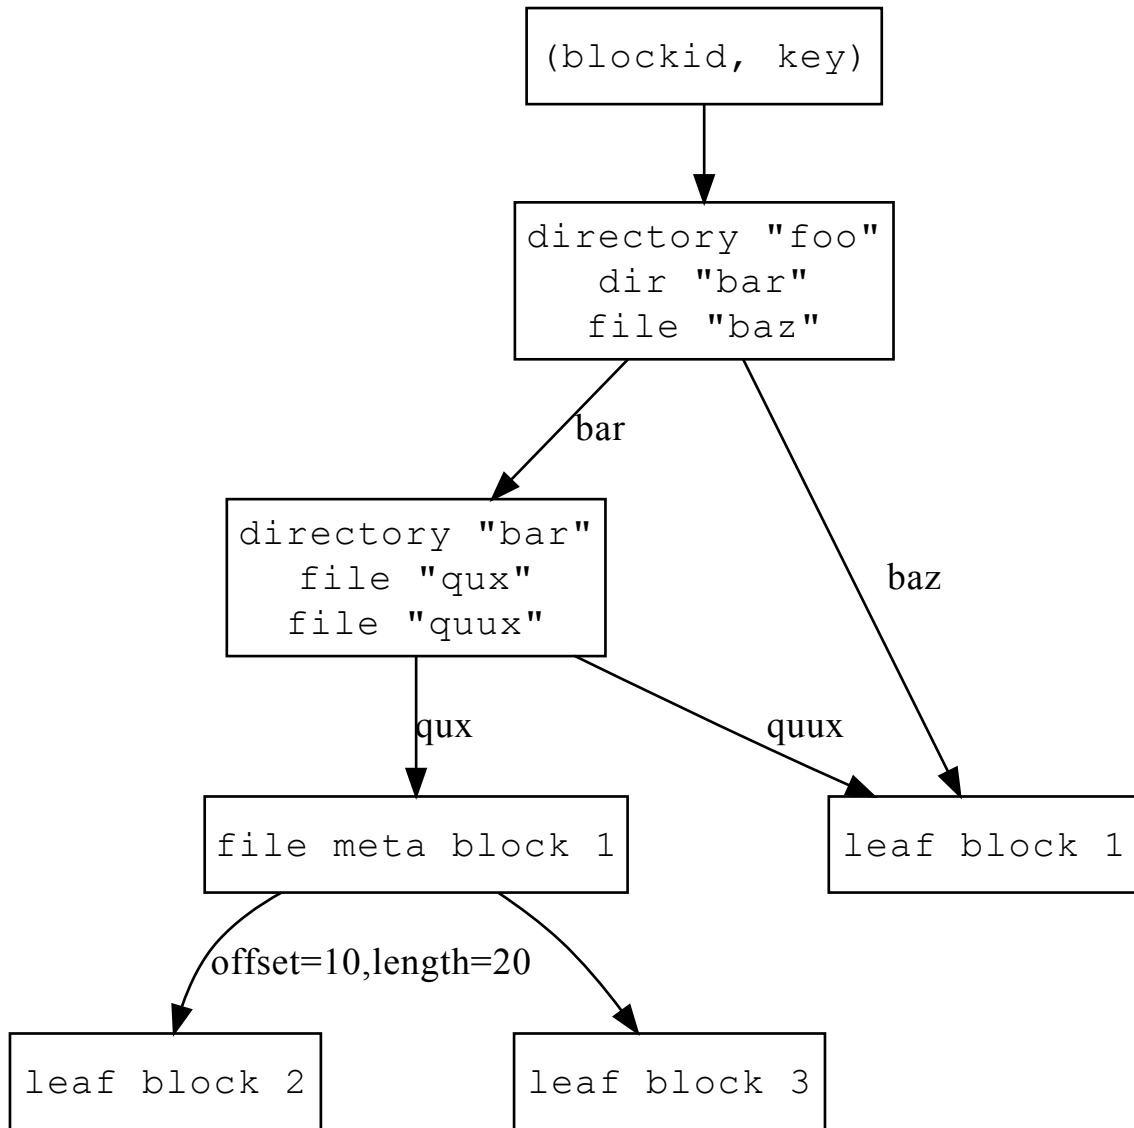 (blockid, key)
directory "foo"
dir "bar"
file "baz"
bar
directory "bar"
file "qux"
file "quux"
baz
qux
quux
file meta block 1
leaf block 1
offset=10,length=20
leaf block 2
leaf block 3